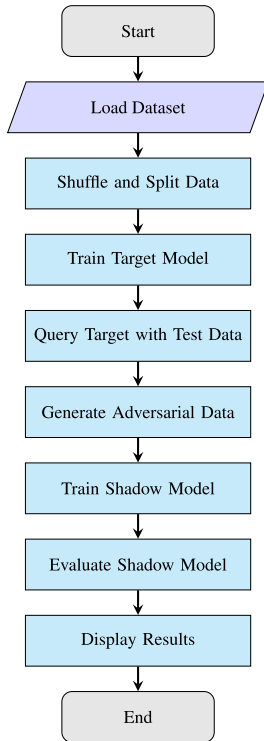 Start
Load Dataset
Shuffle and Split Data
Train Target Model
Query Target with Test Data
Generate Adversarial Data
Train Shadow Model
Evaluate Shadow Model
Display Results
End